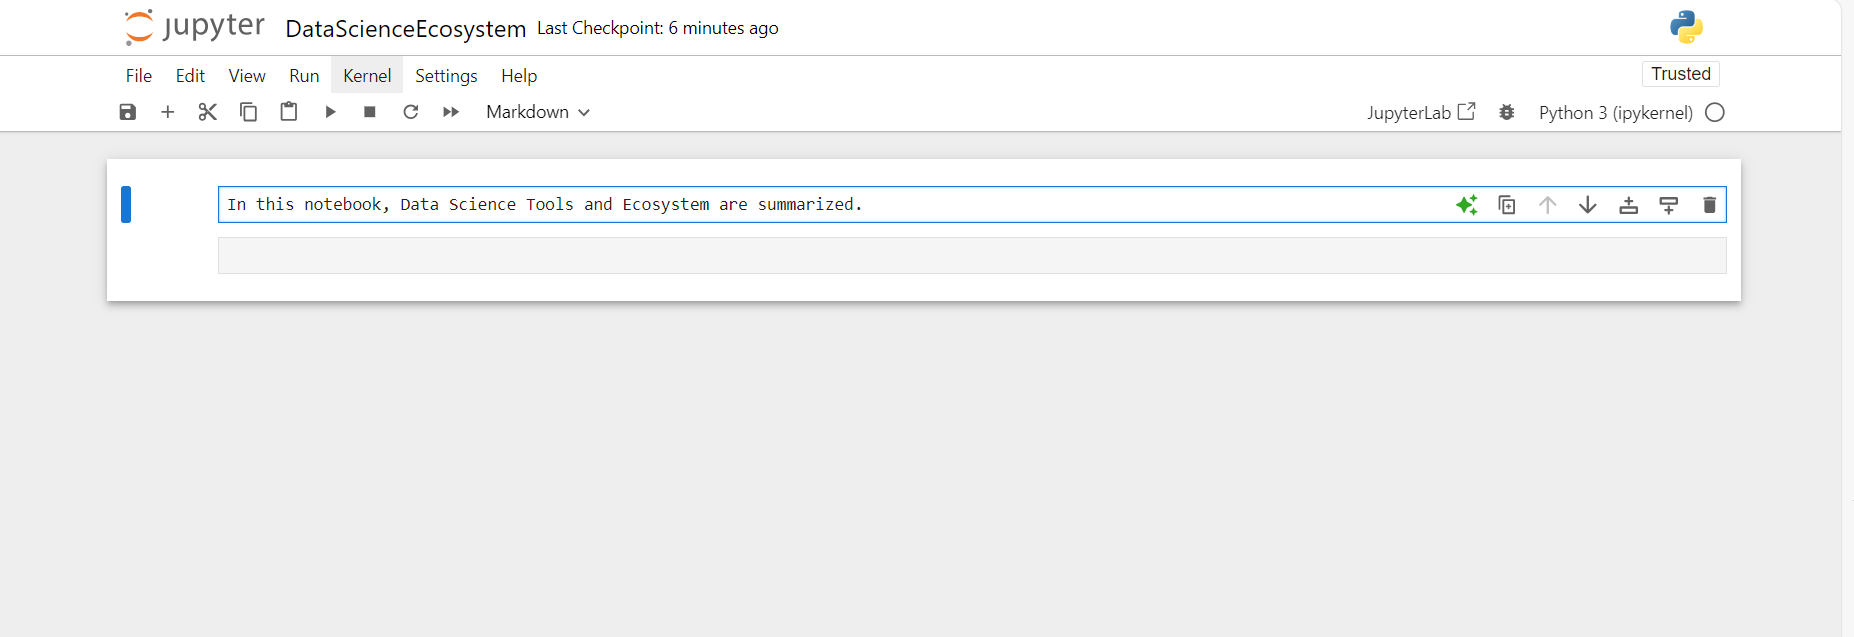 jupyter DataScienceEcosystem Last Checkpoint: 6 minutes ago
File Edit View Run Kernel Settings Help Trusted
Markdown JupyterLab Python 3 (ipykernel)
In this notebook, Data Science Tools and Ecosystem are summarized.